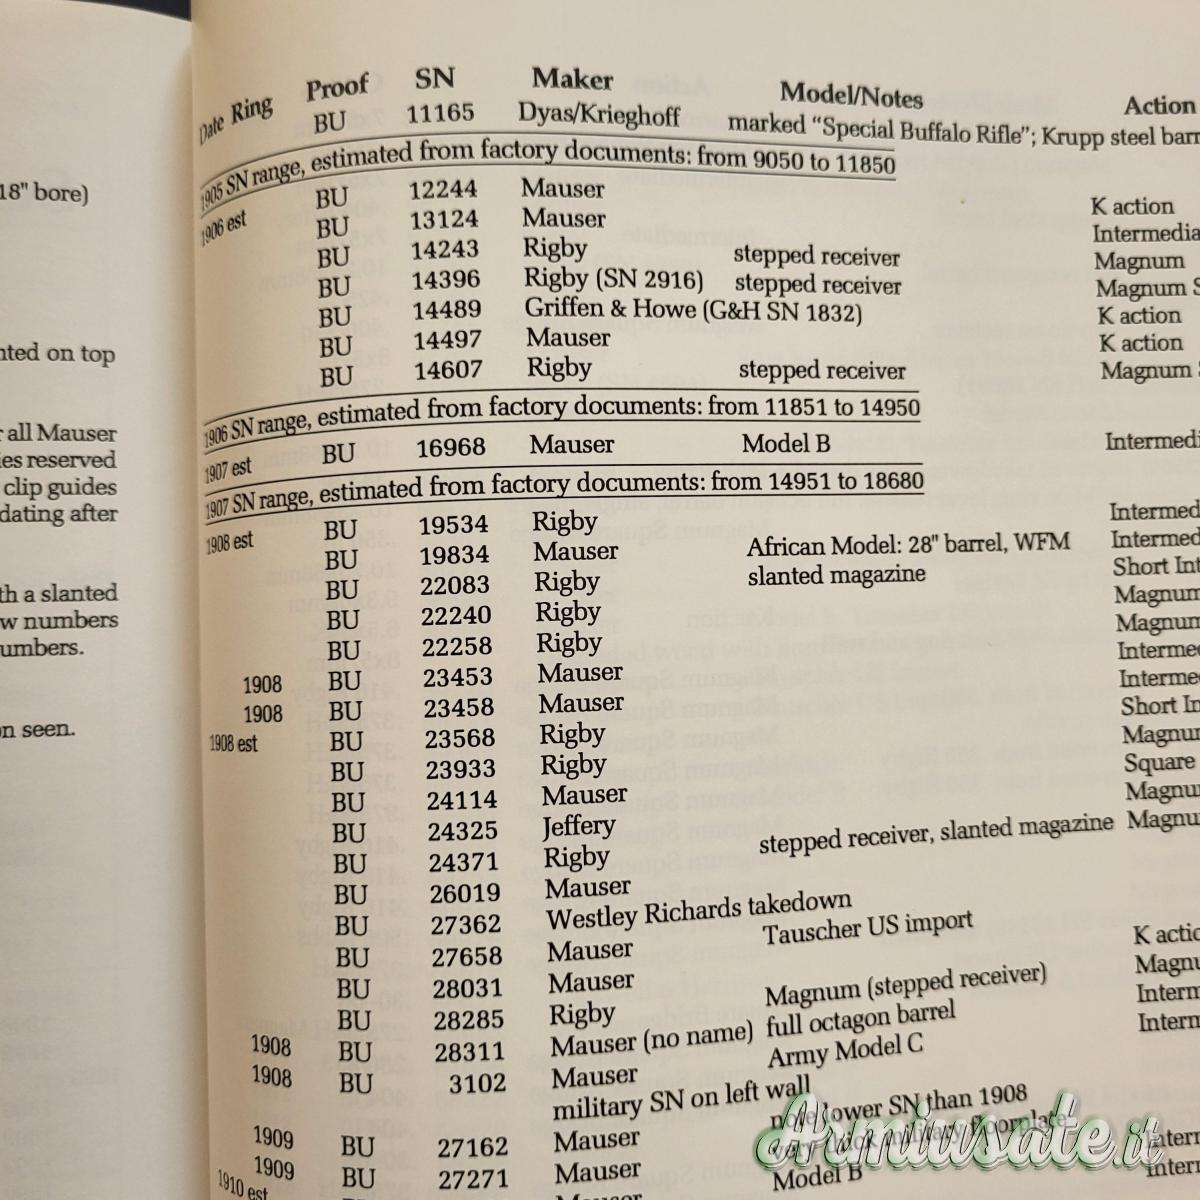 18" bore)
nted on top
r all Mauser
ies reserved
clip guides
dating after
th a slanted
w numbers
umbers.
n seen.
Date Ring Proof SN Maker Model/Notes Action
BU 11165 Dyas/Krieghoff marked "Special Buffalo Rifle"; Krupp steel barr
1905 SN range, estimated from factory documents: from 9050 to 11850
1906 est BU 12244 Mauser K action
BU 13124 Mauser Intermedia
BU 14243 Rigby stepped receiver Magnum
BU 14396 Rigby (SN 2916) stepped receiver Magnum S
BU 14489 Griffen & Howe (G&H SN 1832) K action
BU 14497 Mauser K action
BU 14607 Rigby stepped receiver Magnum S
1906 SN range, estimated from factory documents: from 11851 to 14950
1907 est BU 16968 Mauser Model B Intermedi
1907 SN range, estimated from factory documents: from 14951 to 18680
1908 est BU 19534 Rigby Intermed
BU 19834 Mauser African Model: 28" barrel, WFM Intermed
BU 22083 Rigby slanted magazine Short Int
BU 22240 Rigby Magnum
BU 22258 Rigby Magnum
1908 BU 23453 Mauser Intermed
1908 BU 23458 Mauser Intermed
1908 est BU 23568 Rigby Short In
BU 23933 Rigby Magnu
BU 24114 Mauser Square
BU 24325 Jeffery Magnu
BU 24371 Rigby stepped receiver, slanted magazine Magnu
BU 26019 Mauser
BU 27362 Westley Richards takedown
BU 27658 Mauser Tauscher US import
BU 28031 Mauser K actio
BU 28285 Rigby Magnum (stepped receiver) Magnu
1908 BU 28311 Mauser (no name) full octagon barrel Interm
1908 BU 3102 Mauser Army Model C Interm
military SN on left wall
note lower SN than 1908
1909 BU 27162 Mauser very thick military floorplate Interm
1909 BU 27271 Mauser Model B Interm
1910 est
Armiusate.it